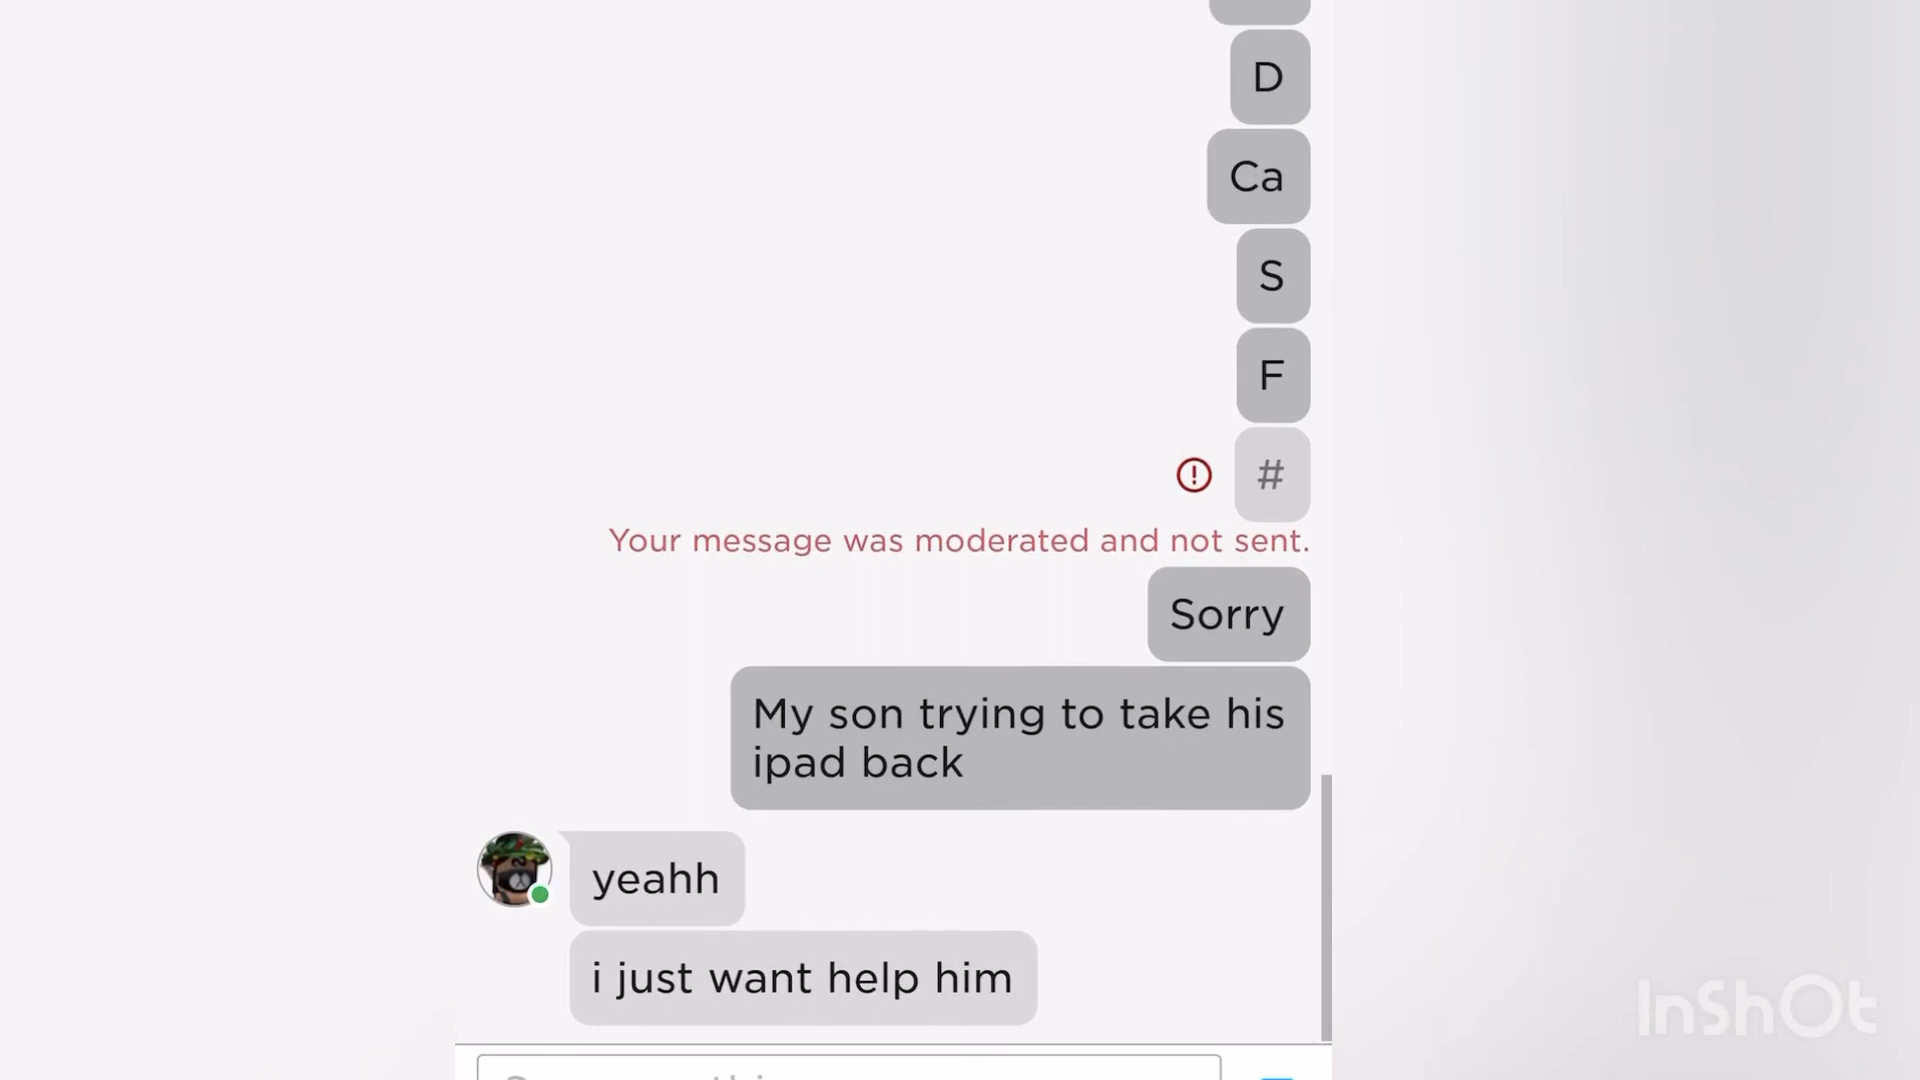 D
Ca
S
F
#
Your message was moderated and not sent.
Sorry
My son trying to take his
ipad back
yeahh
i just want help him
InShOt